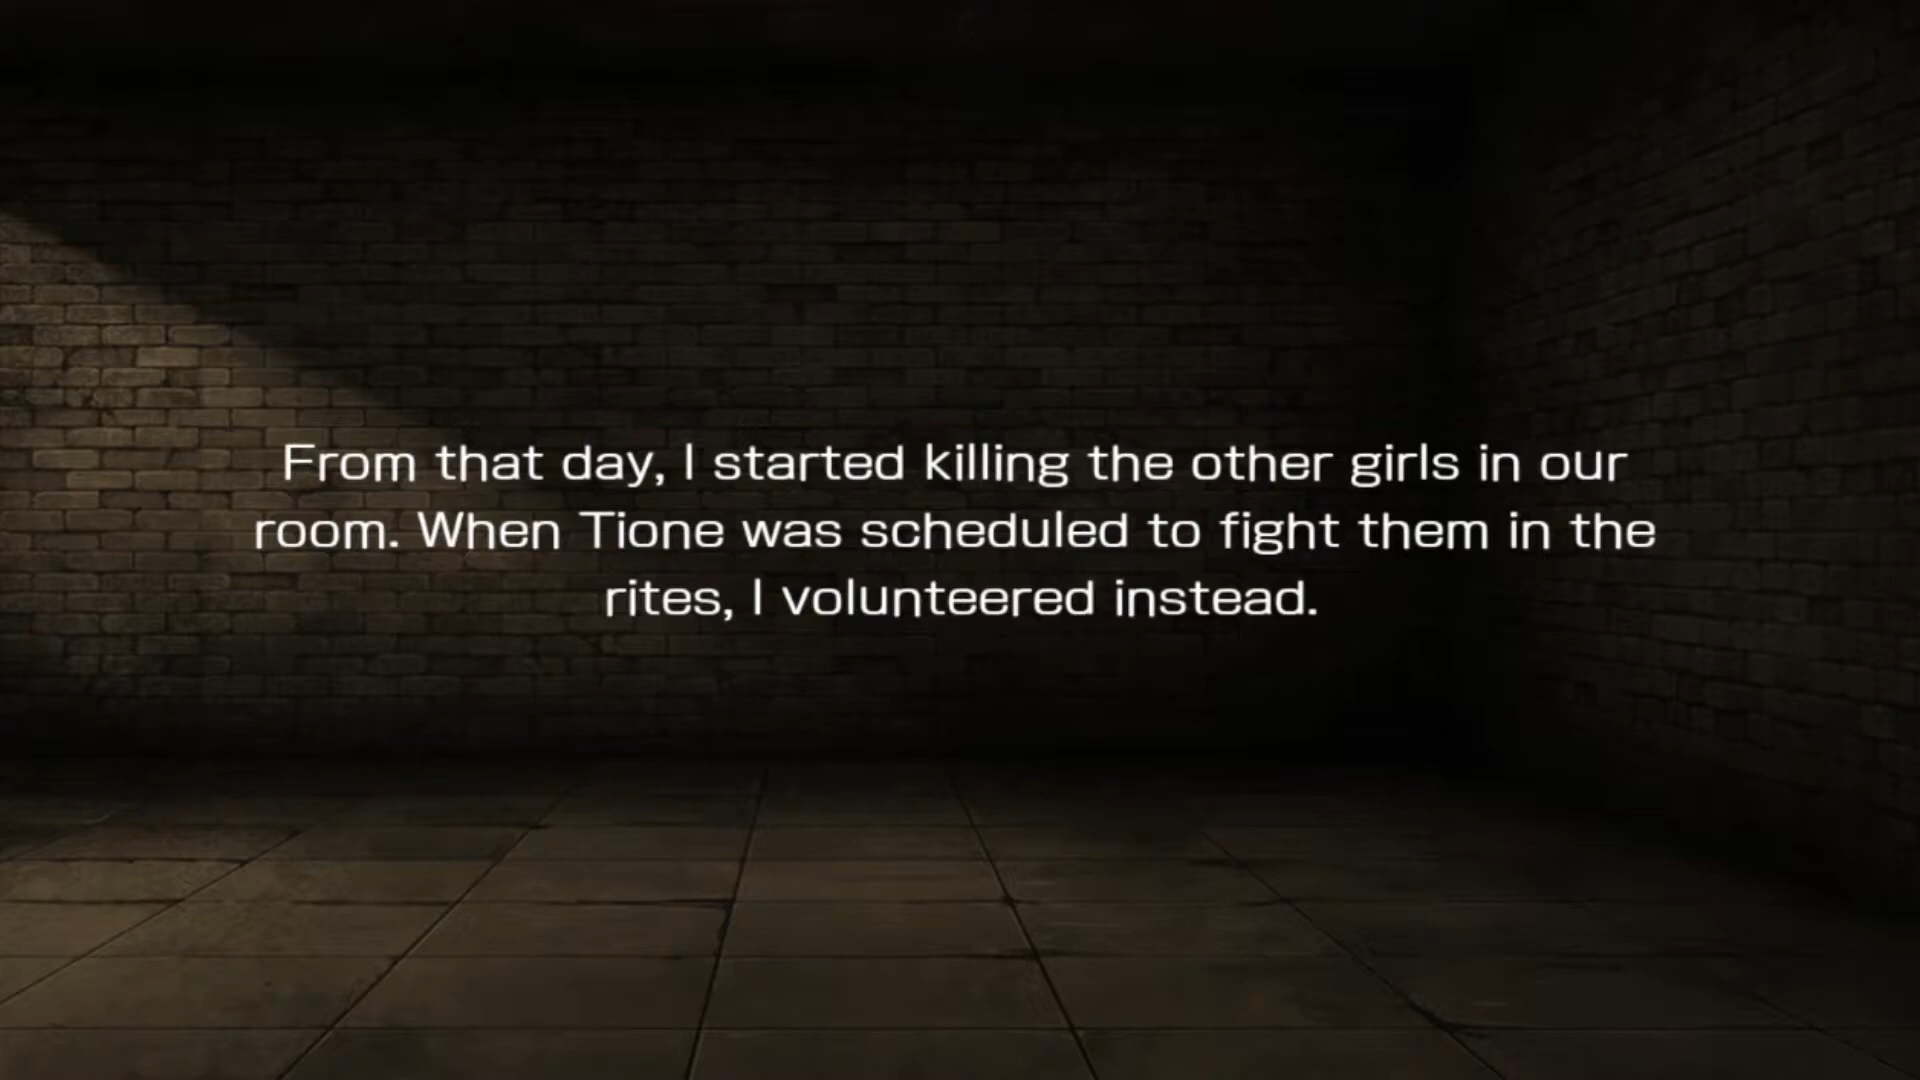 From that day, I started killing the other girls in our
room. When Tione was scheduled to fight them in the
rites, I volunteered instead.